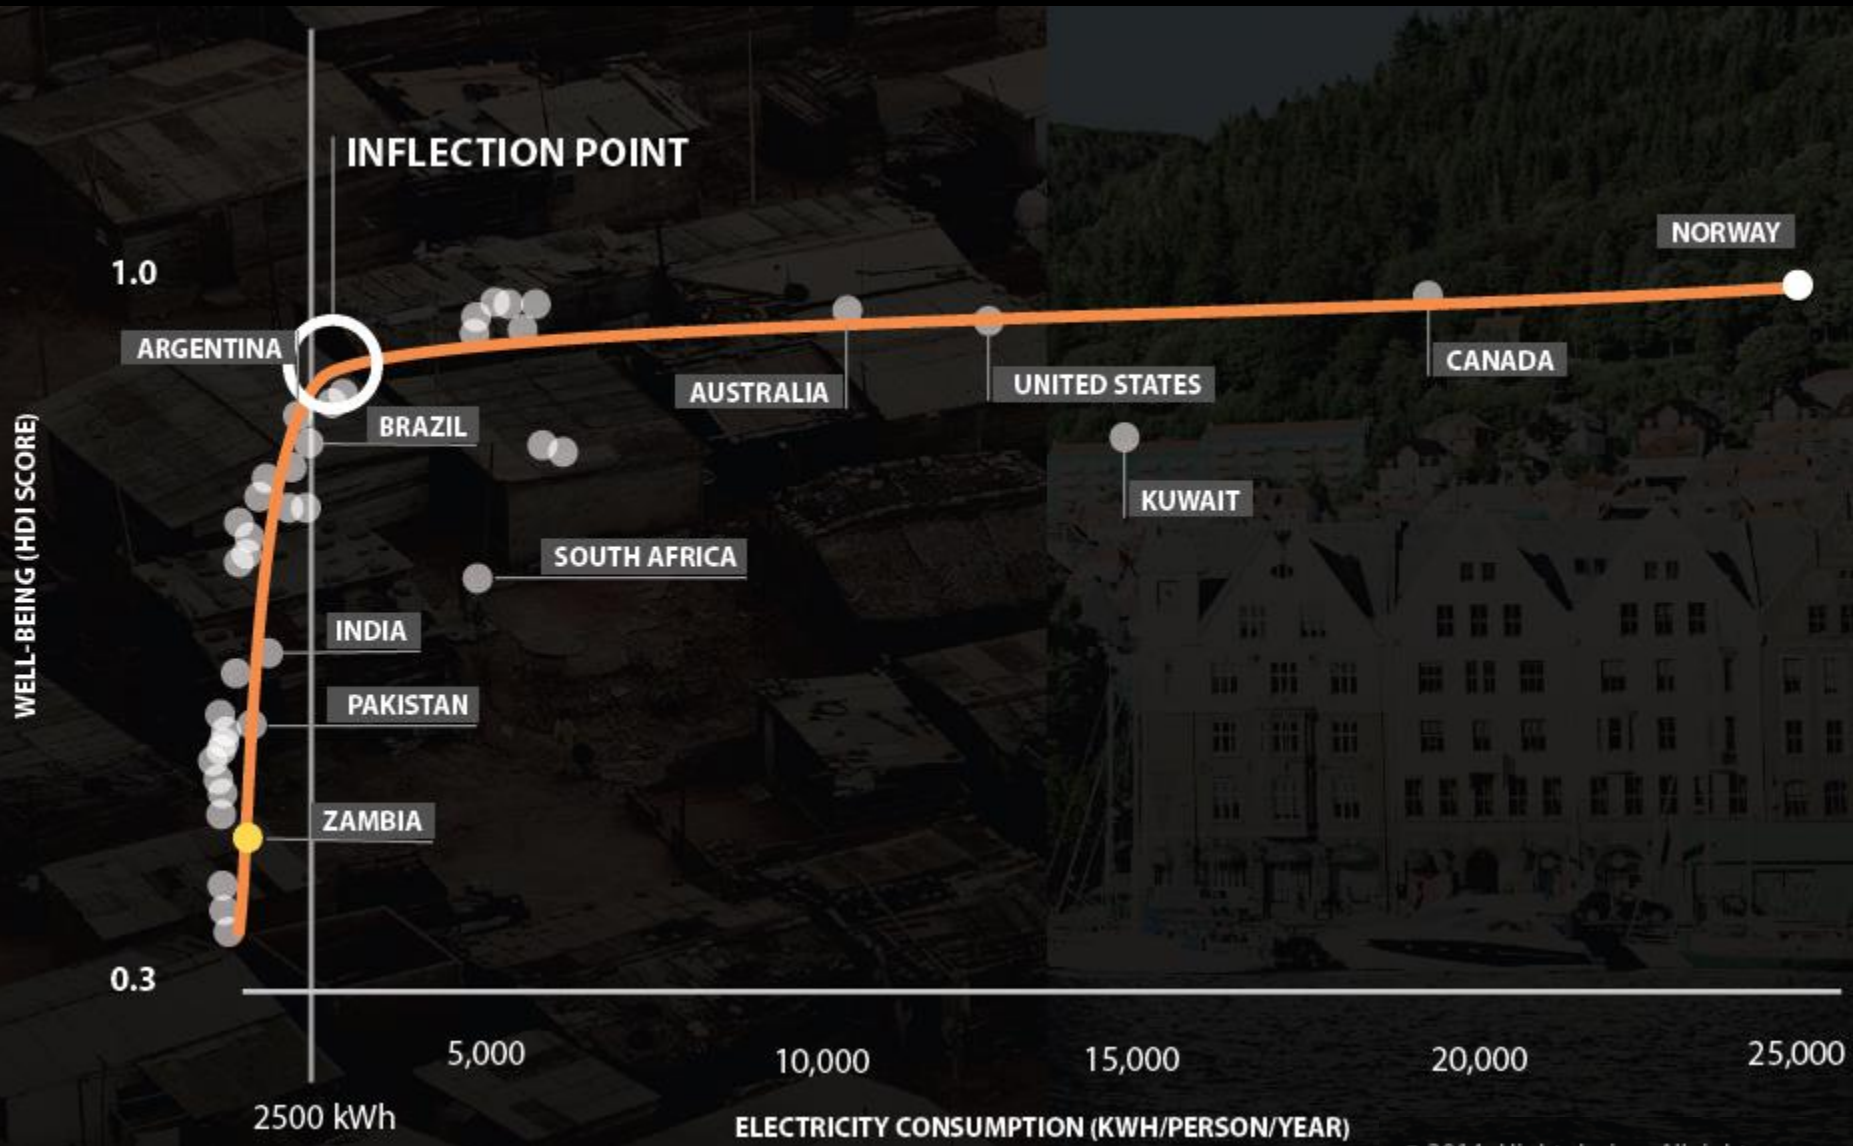 INFLECTION POINT
NORWAY
1.0
ARGENTINA
CANADA
AUSTRALIA
UNITED STATES
BRAZIL
KUWAIT
SOUTH AFRICA
INDIA
PAKISTAN
ZAMBIA
WELL-BEING (HDI SCORE)
0.3
5,000
10,000
15,000
20,000
25,000
2500 kWh
ELECTRICITY CONSUMPTION (KWH/PERSON/YEAR)